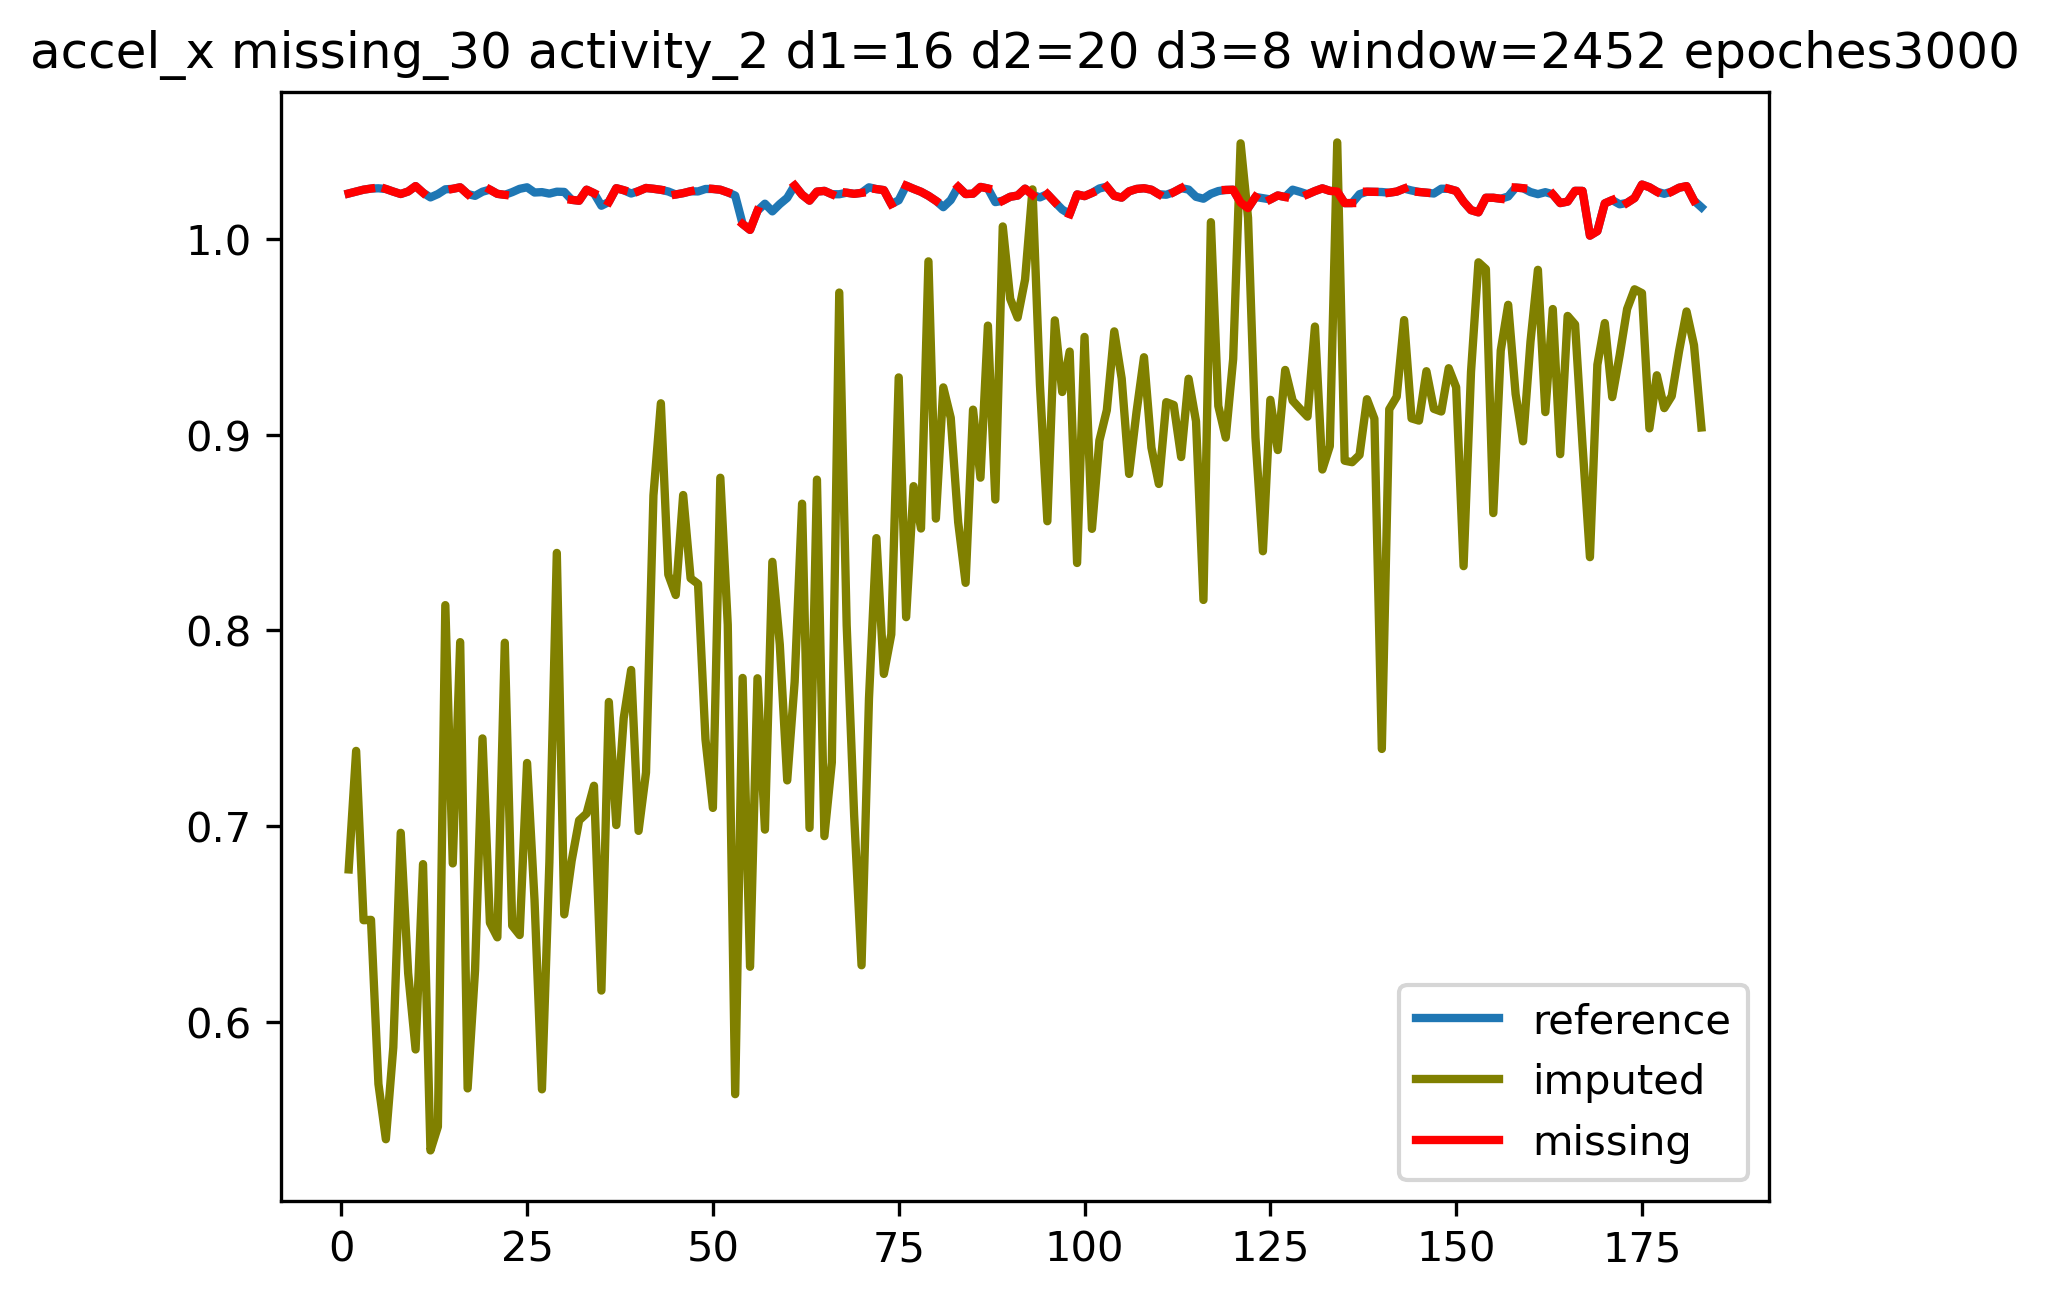 accel_x missing_30 activity_2 d1=16 d2=20 d3=8 window=2452 epoches3000
1.0
0.9
0.8
0.7
0.6
reference
imputed
missing
0 25 50 75 100 125 150 175